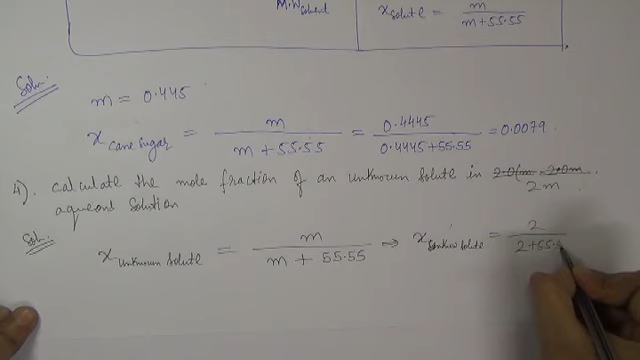 M.W solvent
x solute = m / m + 55.55
Soln.
m = 0.445
x cane sugar = m / m + 55.55 = 0.4445 / 0.4445 + 55.55 = 0.0079.
4). Calculate the mole fraction of an unknown solute in 2.0(m 2.0m.
2m
aqueous solution
Soln.
x unknown solute = m / m + 55.55 → x unknown solute = 2 / 2 + 55.5